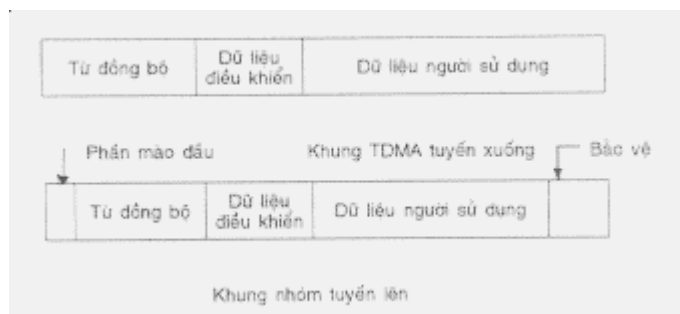 Từ đồng bộ
Dữ liệu
điều khiển
Dữ liệu người sử dụng
Phần mào đầu
Khung TDMA tuyến xuống
Bảc vệ
Từ đồng bộ
Dữ liệu
điều khiển
Dữ liệu người sử dụng
Khung nhóm tuyến lên